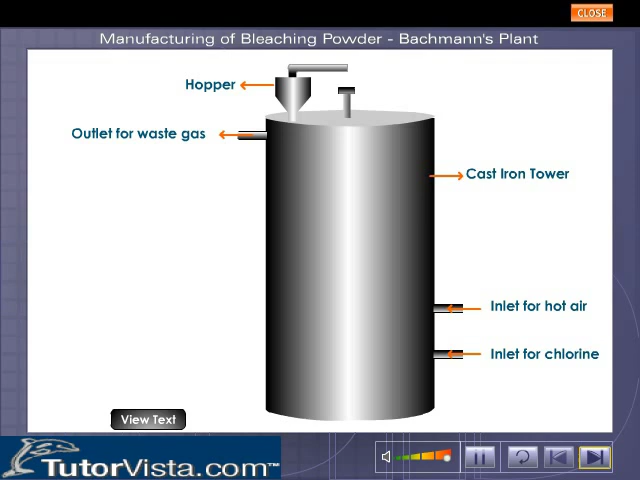 CLOSE
Manufacturing of Bleaching Powder - Bachmann's Plant
Hopper
Outlet for waste gas
Cast Iron Tower
Inlet for hot air
Inlet for chlorine
View Text
TutorVista.com™